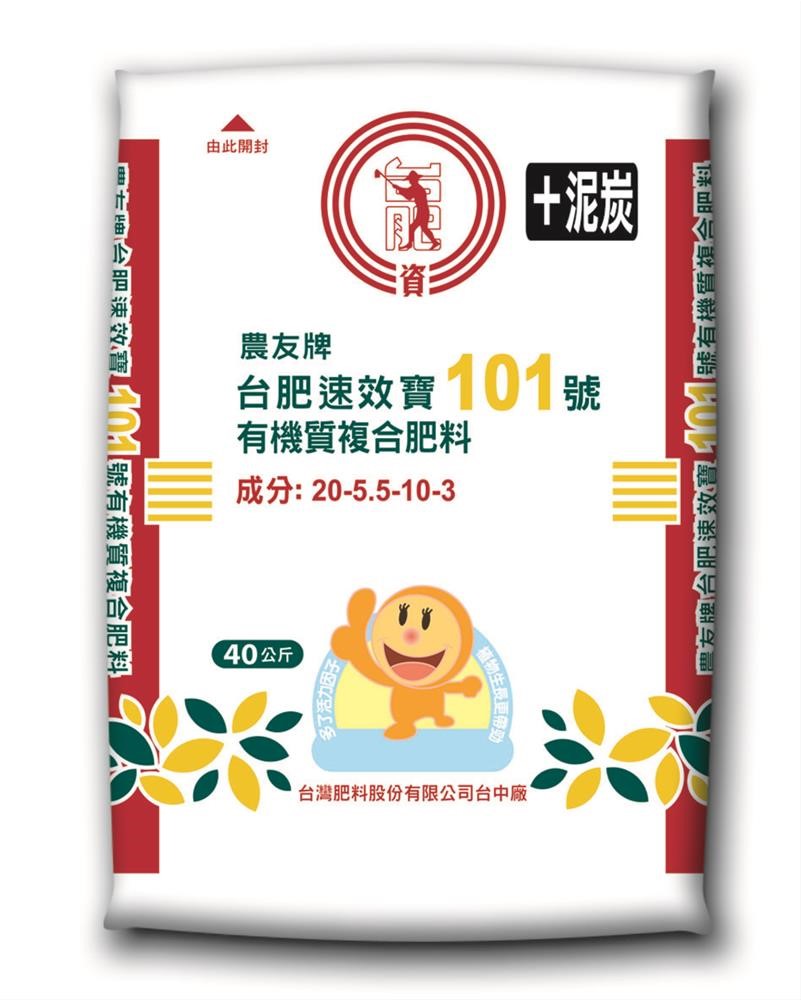 由此開封
台肥
資
+泥炭
農友牌
台肥速效寶101號
有機質複合肥料
成分: 20-5.5-10-3
40公斤
多了活力因子
植物生長更帶勁
台灣肥料股份有限公司台中廠
農友牌台肥速效寶101號有機質複合肥料
農友牌台肥速效寶101號有機質複合肥料